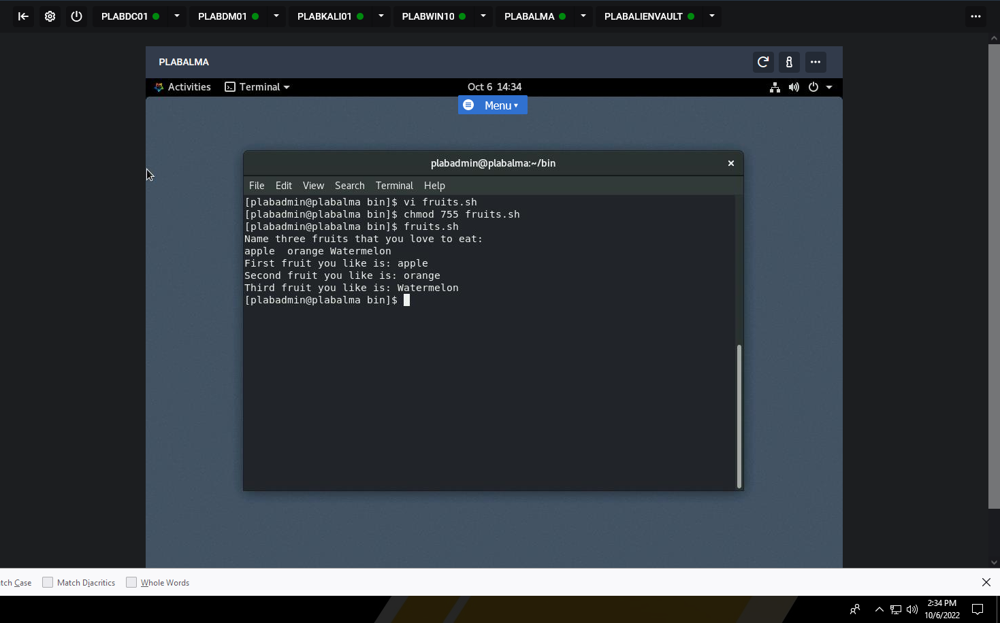 PLABDC01 PLABDM01 PLABKALI01 PLABWIN10 PLABALMA PLABALIENVAULT
PLABALMA
Activities Terminal Oct 6 14:34
Menu
plabadmin@plabalma:~/bin
File Edit View Search Terminal Help
[plabadmin@plabalma bin]$ vi fruits.sh
[plabadmin@plabalma bin]$ chmod 755 fruits.sh
[plabadmin@plabalma bin]$ fruits.sh
Name three fruits that you love to eat:
apple  orange Watermelon
First fruit you like is: apple
Second fruit you like is: orange
Third fruit you like is: Watermelon
[plabadmin@plabalma bin]$
tch Case Match Diacritics Whole Words
2:34 PM
10/6/2022